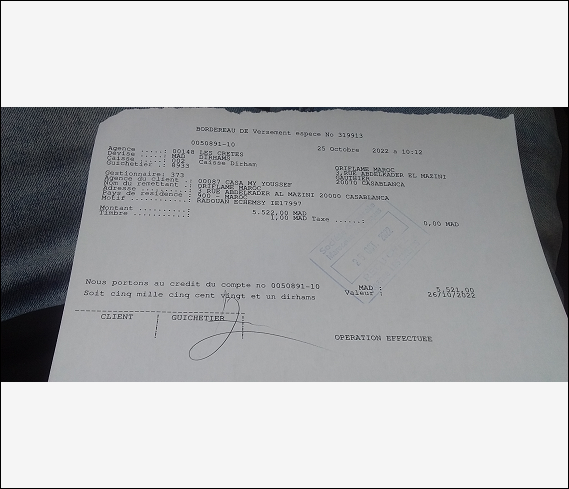 BORDEREAU DE Versement espece No 319913
0050891-10
25 Octobre 2022 a 10:12
Agence .....: 00148 LES CRETES
Devise .....: MAD DIRHAMS
Caisse .....: 002 Caisse Dirham
Guichetier .: 8933
ORIFLAME MAROC
3,RUE ABDELKADER EL MAZINI
GAUTHIER
20070 CASABLANCA
Gestionnaire: 373
Agence du client .: 00087 CASA MY YOUSSEF
Nom du remettant .: ORIFLAME MAROC
Adresse ..........: 3 RUE ABDELKADER AL MAZINI 20000 CASABLANCA
Pays de residence : 900 MAROC
Motif ............: RADOUAN ECHEMSY IE17997
Montant ..........: 5.522,00 MAD
Timbre ...........: 1,00 MAD Taxe ......: 0,00 MAD
Nous portons au credit du compte no 0050891-10 MAD : 5.521,00
Soit cinq mille cinq cent vingt et un dirhams Valeur : 26/10/2022
CLIENT GUICHETIER
OPERATION EFFECTUEE